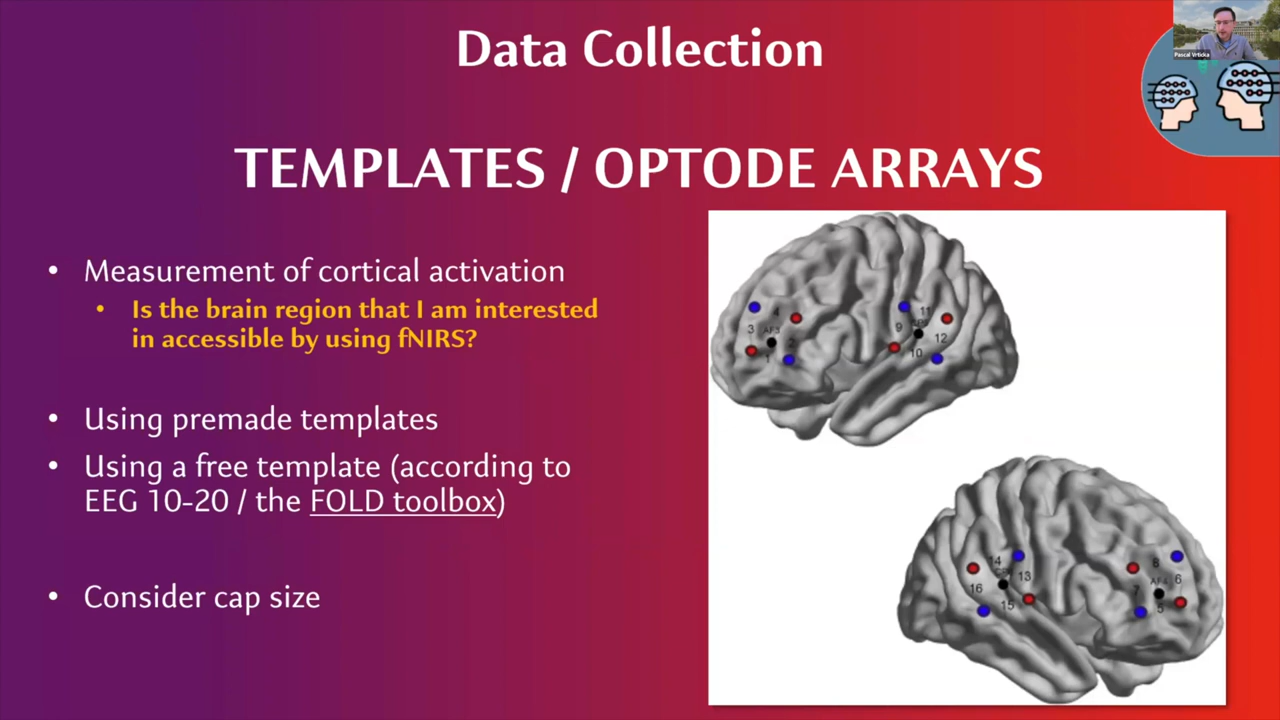 Data Collection
Pascal Vrticka
TEMPLATES / OPTODE ARRAYS
• Measurement of cortical activation
• Is the brain region that I am interested
in accessible by using fNIRS?
• Using premade templates
• Using a free template (according to
EEG 10-20 / the FOLD toolbox)
• Consider cap size
4
3
AF3
2
1
11
9
12
10
14
13
16
15
8
6
7
AF4
5